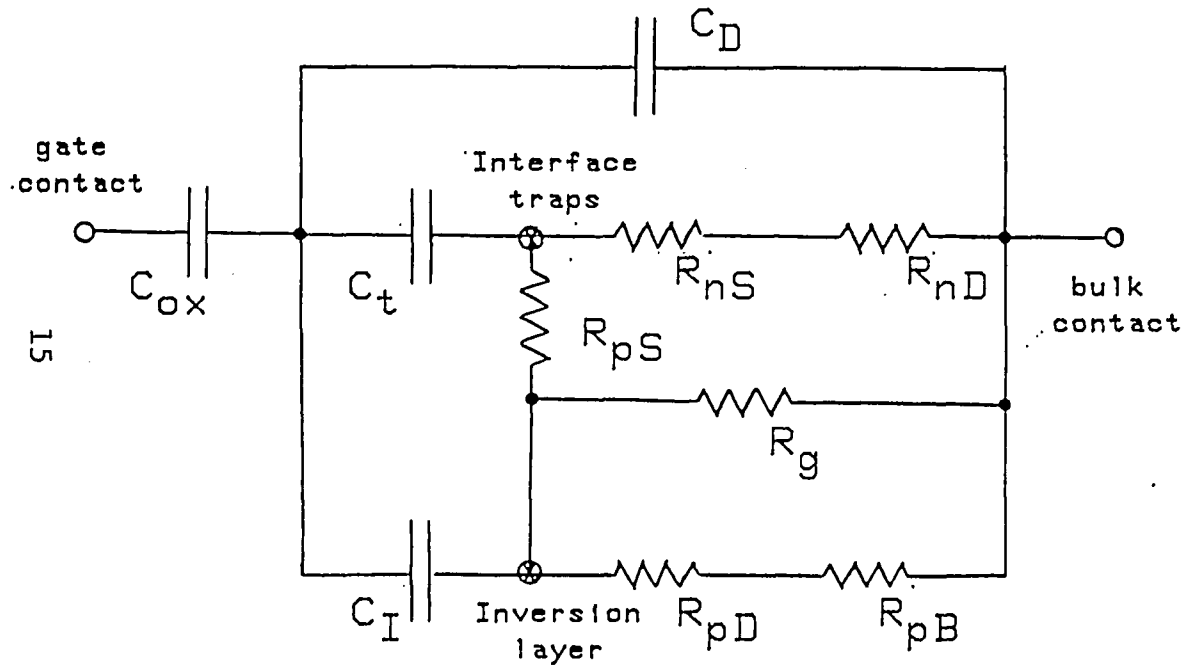 C_D
gate
contact
Interface
traps
C_ox
C_t
R_nS
R_nD
bulk
contact
15
R_pS
R_g
C_I
Inversion
layer
R_pD
R_pB